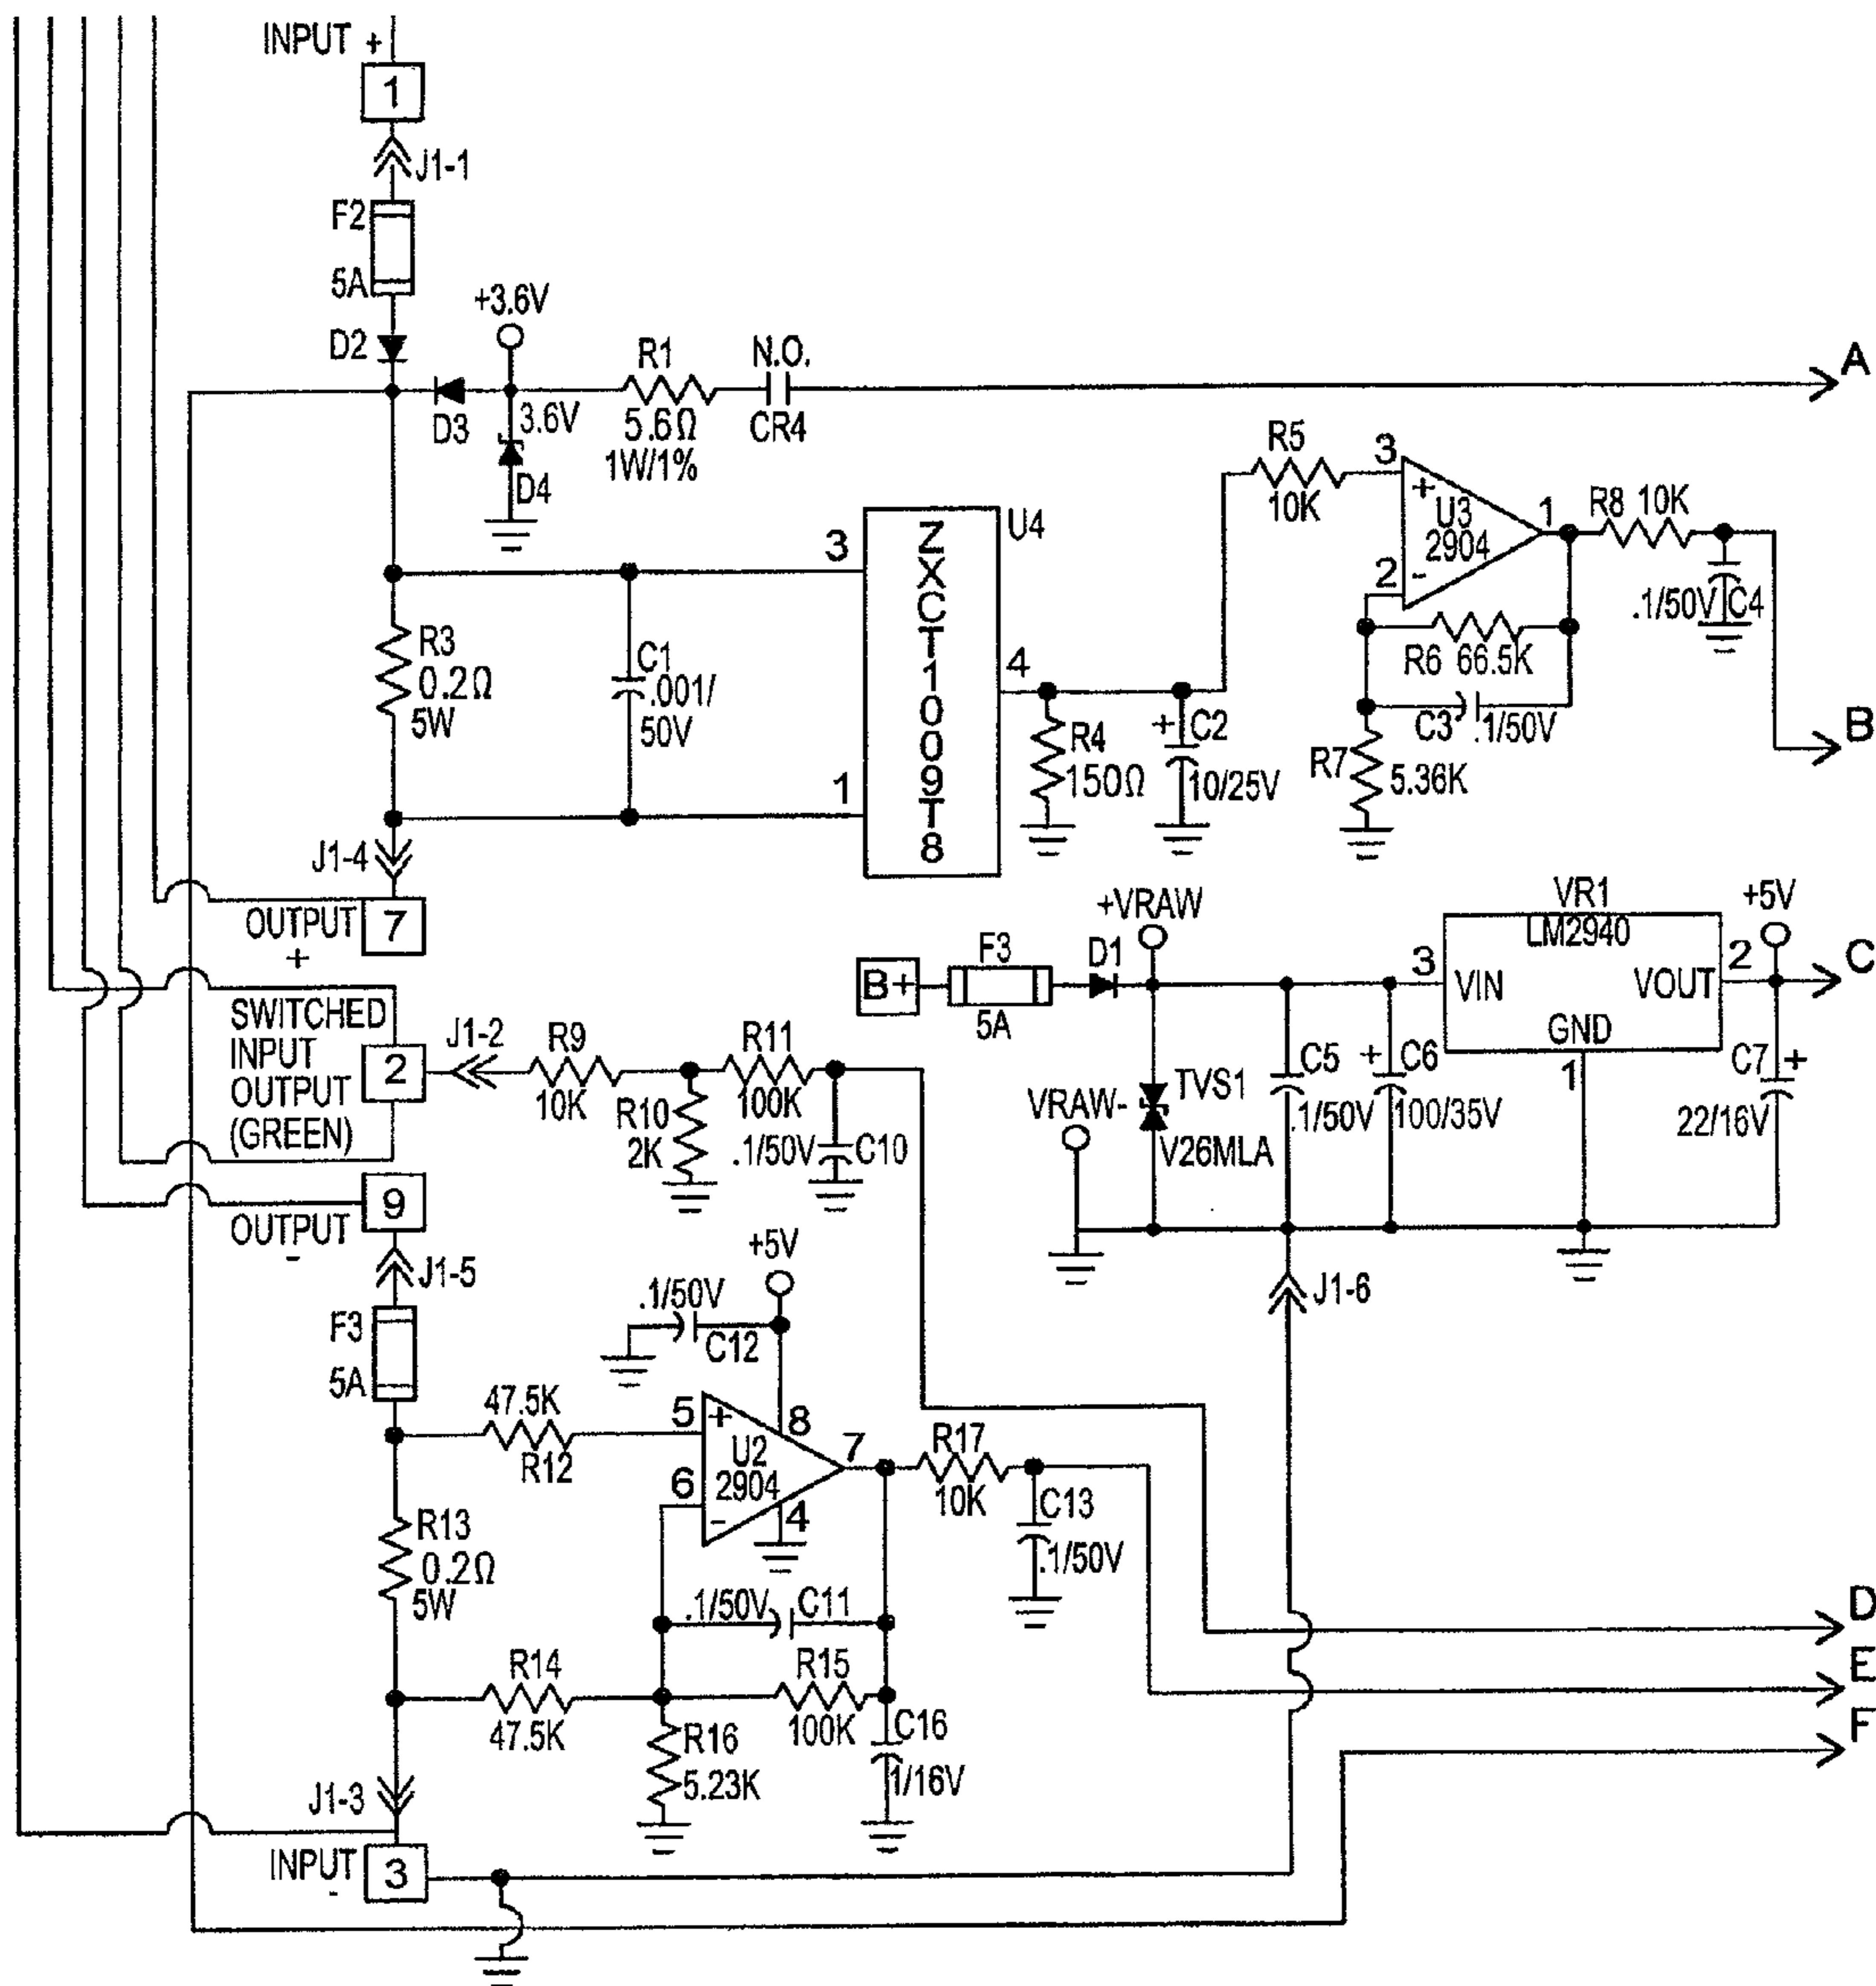 INPUT +
1
J1-1
F2
5A
D2
+3.6V
D3
3.6V
D4
R1
5.6Ω
1W/1%
N.O.
CR4
A
R5
10K
3
+
U3
2904
1
2
-
R8 10K
.1/50V C4
R6 66.5K
C3 .1/50V
R7
5.36K
B
3
U4
ZXCT1009T8
4
1
R3
0.2Ω
5W
C1
.001/
50V
R4
150Ω
+ C2
10/25V
J1-4
OUTPUT
+
7
+VRAW
B+
F3
5A
D1
VR1
LM2940
3
VIN
VOUT
2
GND
1
+5V
C
C5
.1/50V
+ C6
100/35V
C7 +
22/16V
VRAW-
TVS1
V26MLA
SWITCHED
INPUT
OUTPUT
(GREEN)
2
J1-2
R9
10K
R10
2K
R11
100K
.1/50V C10
9
OUTPUT
-
J1-5
J1-6
F3
5A
+5V
.1/50V
C12
47.5K
R12
5
+
8
U2
2904
7
6
-
4
R17
10K
C13
.1/50V
R13
0.2Ω
5W
.1/50V C11
R14
47.5K
R15
100K
R16
5.23K
C16
1/16V
D
E
F
J1-3
INPUT
-
3